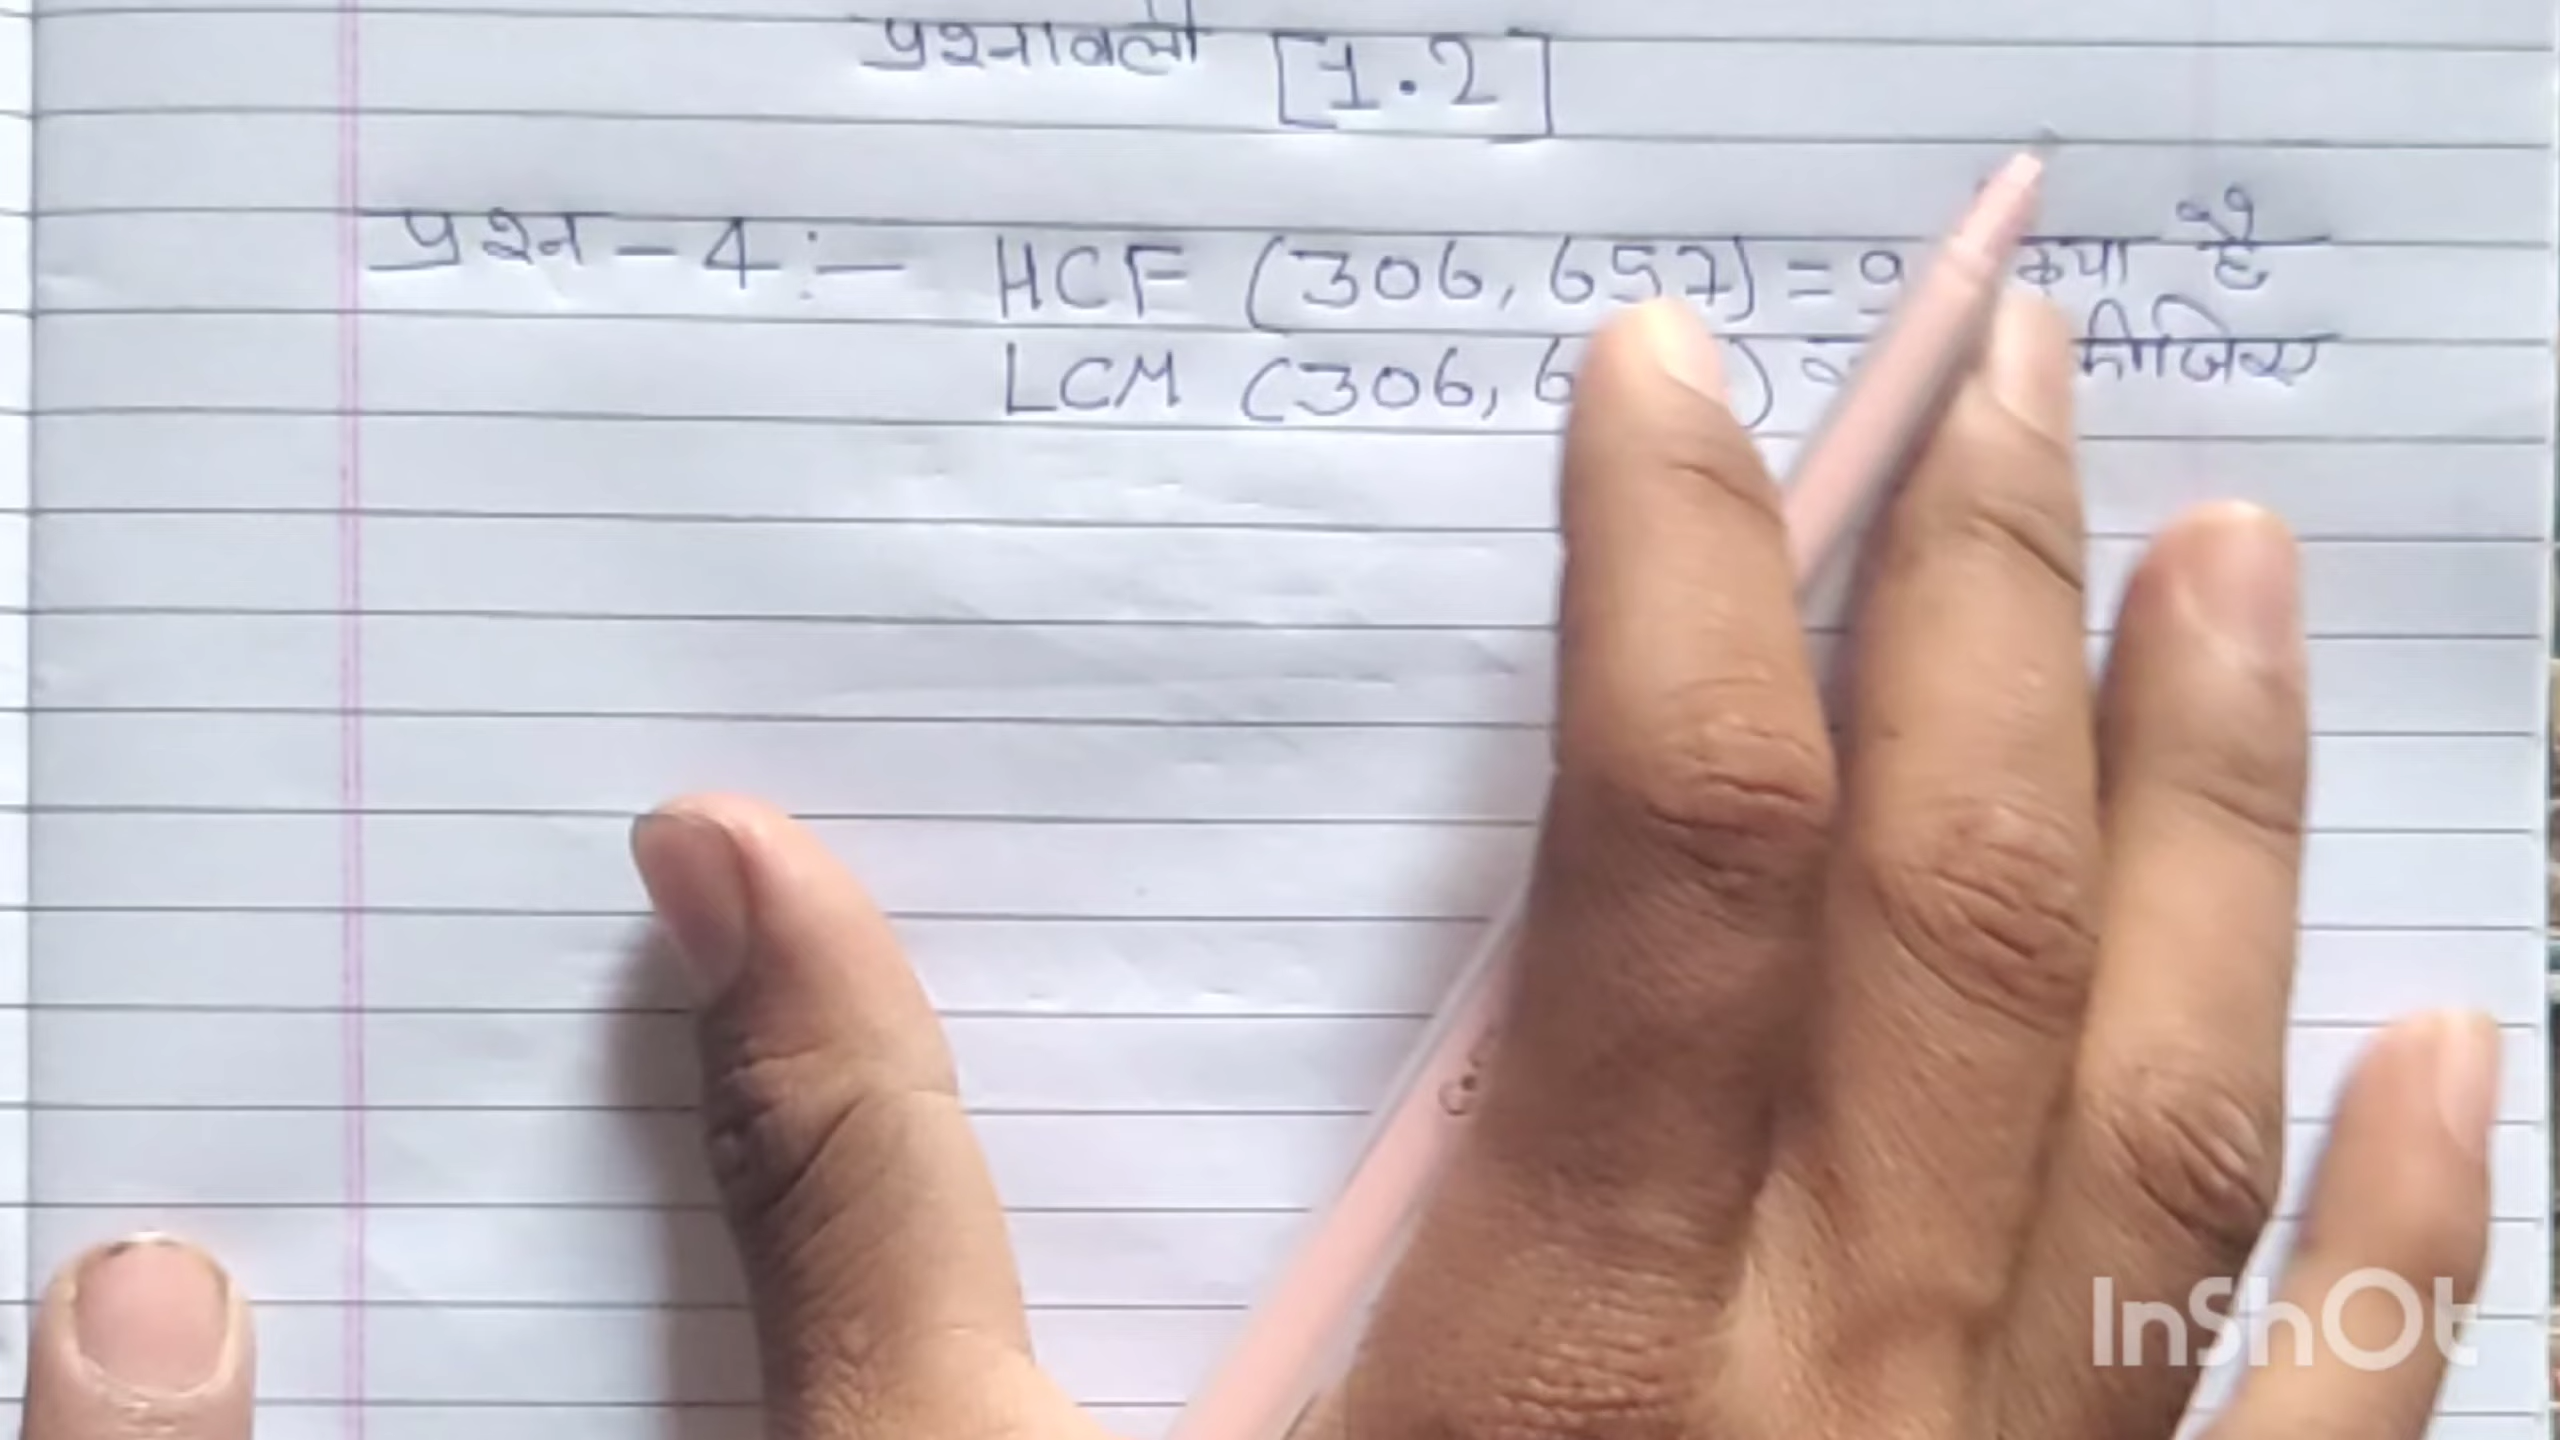 प्रश्नावली [1.2]
प्रश्न - 4 :- HCF (306, 657) = 9 है
LCM (306, 6 ) कीजिए
InShOt